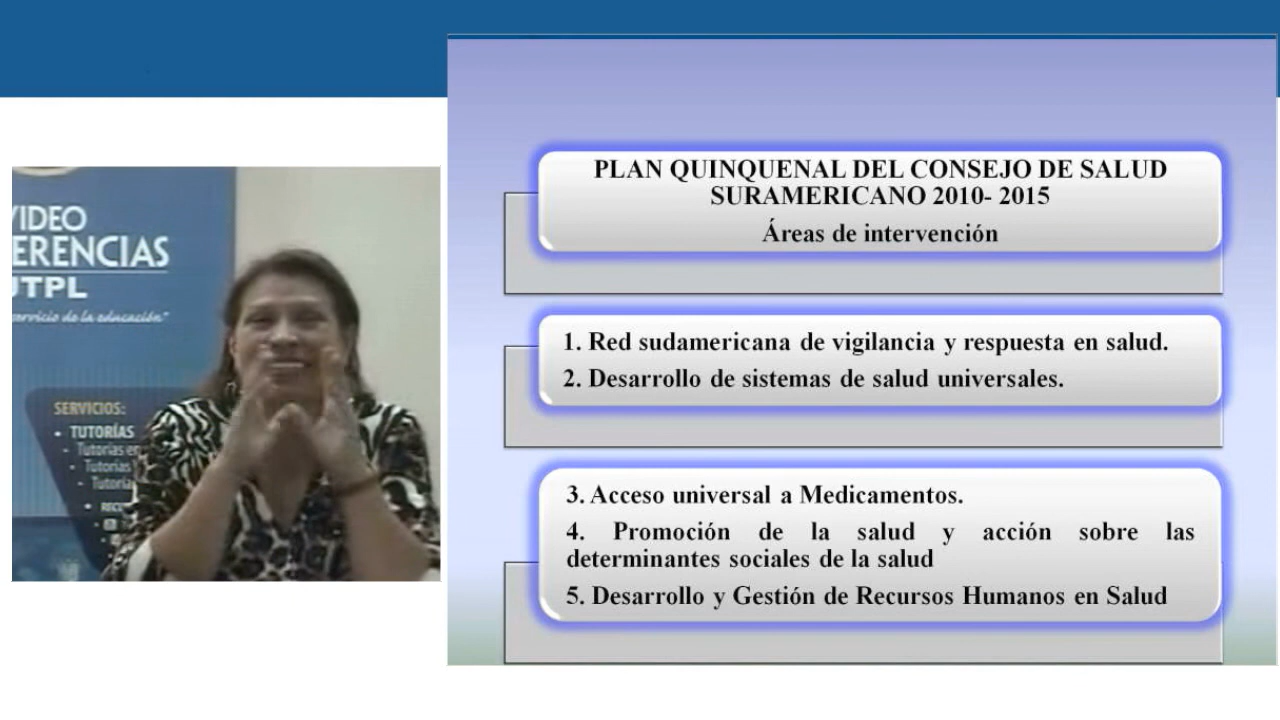 VIDEO
ERENCIAS
UTPL
servicio de la educación"
SERVICIOS:
- TUTORÍAS
- Tutorías en
- Tutorías
- Tutoría
PLAN QUINQUENAL DEL CONSEJO DE SALUD
SURAMERICANO 2010- 2015
Áreas de intervención
1. Red sudamericana de vigilancia y respuesta en salud.
2. Desarrollo de sistemas de salud universales.
3. Acceso universal a Medicamentos.
4. Promoción de la salud y acción sobre las
determinantes sociales de la salud
5. Desarrollo y Gestión de Recursos Humanos en Salud